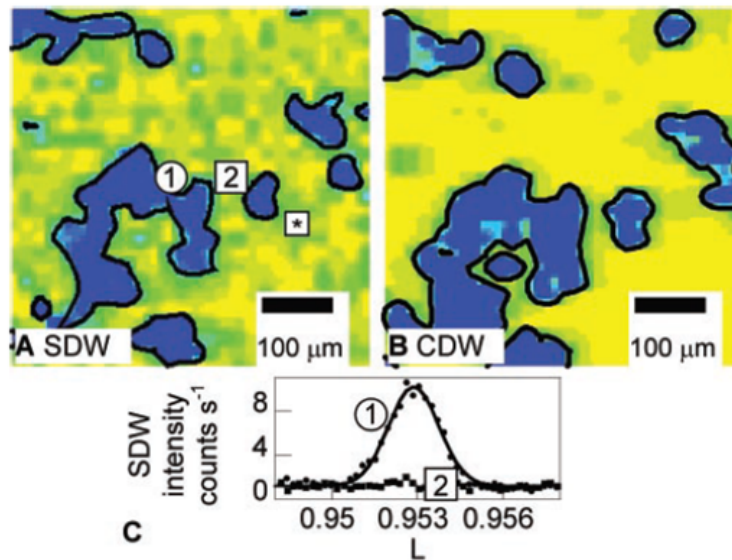 1
2
*
A SDW
100 μm
B CDW
100 μm
SDW
intensity
counts s⁻¹
8
4
0
1
2
0.95
0.953
0.956
C
L